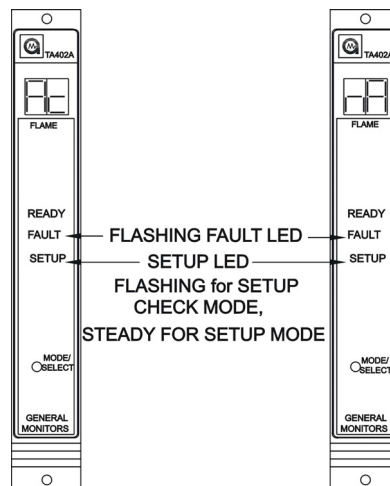 TA402A
FLAME
READY
FAULT
SETUP
MODE/
SELECT
GENERAL
MONITORS
FLASHING FAULT LED
SETUP LED
FLASHING for SETUP
CHECK MODE,
STEADY FOR SETUP MODE
TA402A
FLAME
READY
FAULT
SETUP
MODE/
SELECT
GENERAL
MONITORS